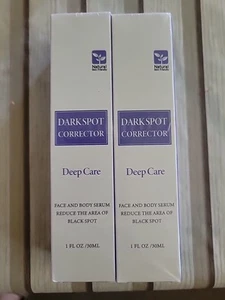 Natural
DARK SPOT
CORRECTOR
Deep Care
FACE AND BODY SERUM
REDUCE THE AREA OF
BLACK SPOT
1 FL OZ /30ML
Natural
DARK SPOT
CORRECTOR
Deep Care
FACE AND BODY SERUM
REDUCE THE AREA OF
BLACK SPOT
1 FL OZ /30ML